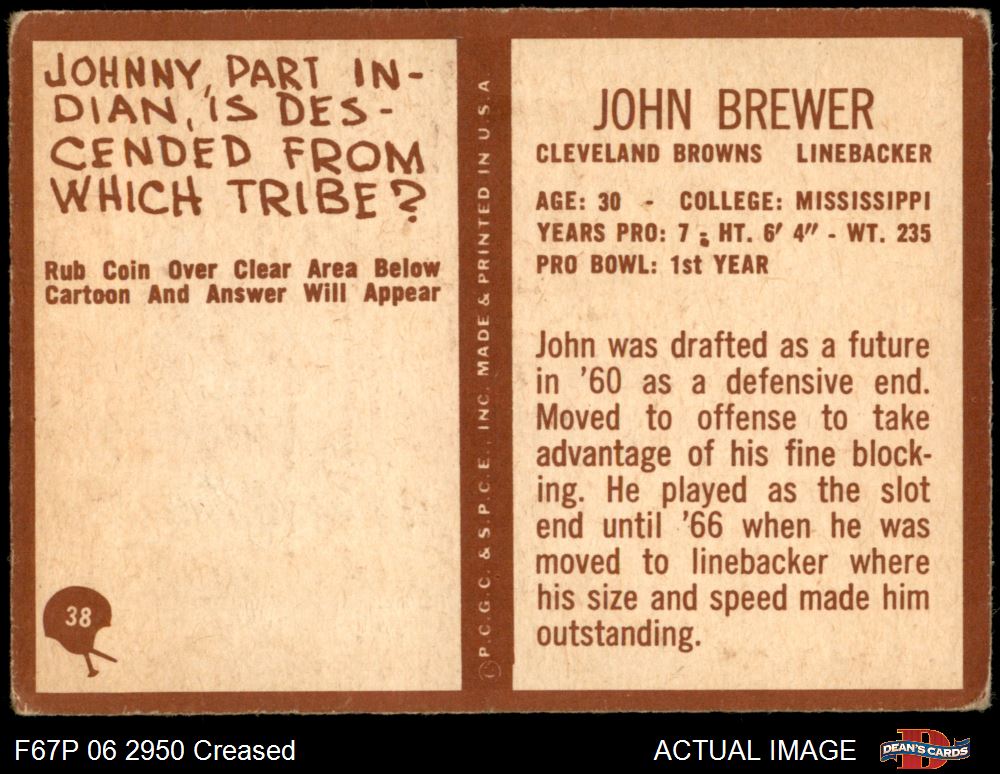 JOHNNY, PART IN-
DIAN, IS DES-
CENDED FROM
WHICH TRIBE?
Rub Coin Over Clear Area Below
Cartoon And Answer Will Appear
38
© P.C.G.C. & S.P.C.E., INC. MADE & PRINTED IN U.S.A
JOHN BREWER
CLEVELAND BROWNS LINEBACKER
AGE: 30 - COLLEGE: MISSISSIPPI
YEARS PRO: 7 - HT. 6' 4" - WT. 235
PRO BOWL: 1st YEAR
John was drafted as a future
in '60 as a defensive end.
Moved to offense to take
advantage of his fine block-
ing. He played as the slot
end until '66 when he was
moved to linebacker where
his size and speed made him
outstanding.
F67P 06 2950 Creased
ACTUAL IMAGE
DEAN'S CARDS